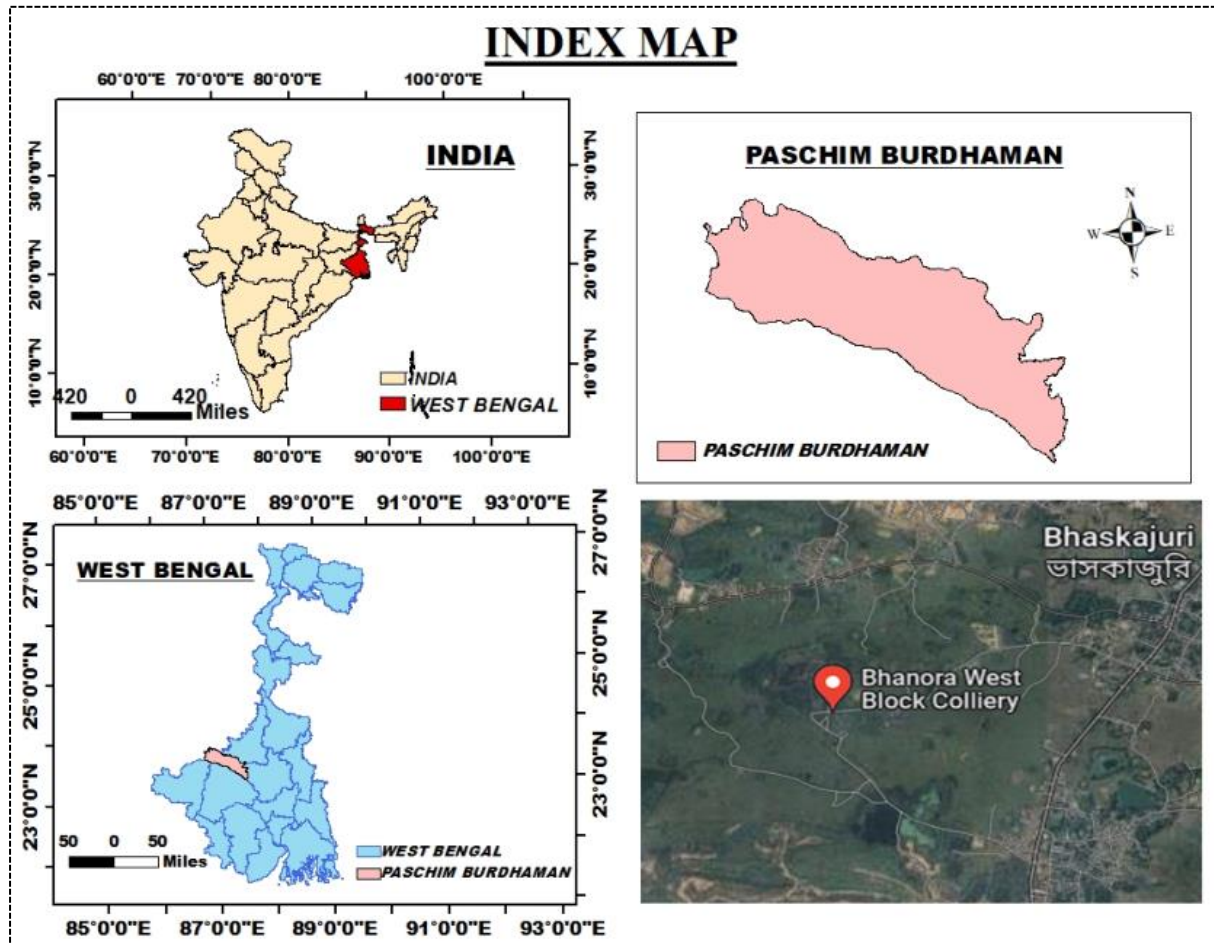 INDEX MAP
60°0'0"E 70°0'0"E 80°0'0"E 100°0'0"E
INDIA
30°0'0"N
20°0'0"N
10°0'0"N
30°0'0"N
20°0'0"N
10°0'0"N
420 0 420
Miles
INDIA
WEST BENGAL
60°0'0"E 70°0'0"E 80°0'0"E 90°0'0"E 100°0'0"E
PASCHIM BURDHAMAN
N
W E
S
PASCHIM BURDHAMAN
85°0'0"E 87°0'0"E 89°0'0"E 91°0'0"E 93°0'0"E
WEST BENGAL
27°0'0"N
25°0'0"N
23°0'0"N
27°0'0"N
25°0'0"N
23°0'0"N
50 0 50
Miles
WEST BENGAL
PASCHIM BURDHAMAN
85°0'0"E 87°0'0"E 89°0'0"E 91°0'0"E 93°0'0"E
Bhaskajuri
ভাসকাজুরি
Bhanora West
Block Colliery